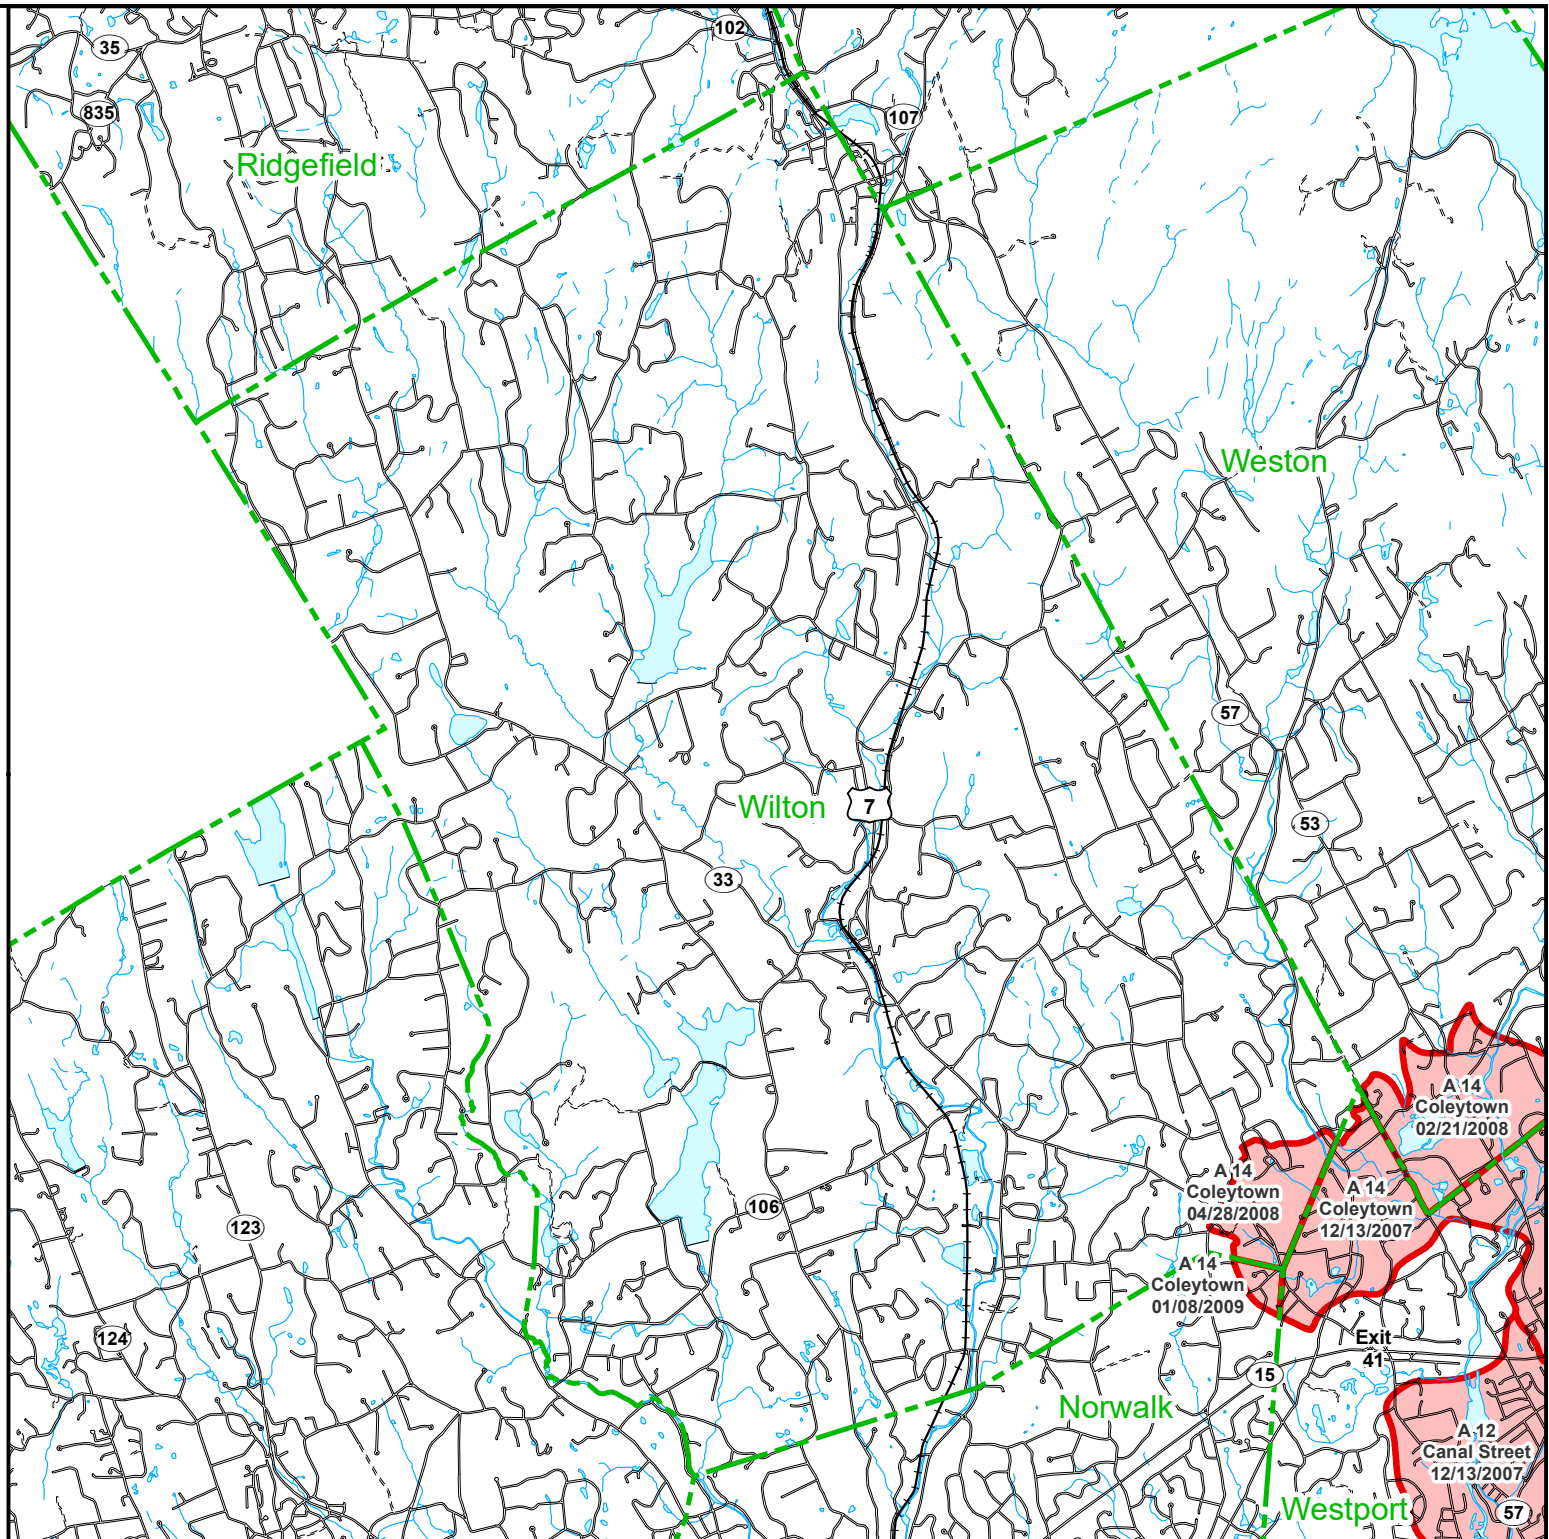 102
35
835
107
Ridgefield
Weston
57
Wilton
7
53
33
A 14
Coleytown
02/21/2008
A 14
Coleytown
04/28/2008
A 14
Coleytown
12/13/2007
106
123
A 14
Coleytown
01/08/2009
124
Exit
41
15
Norwalk
A 12
Canal Street
12/13/2007
Westport
57